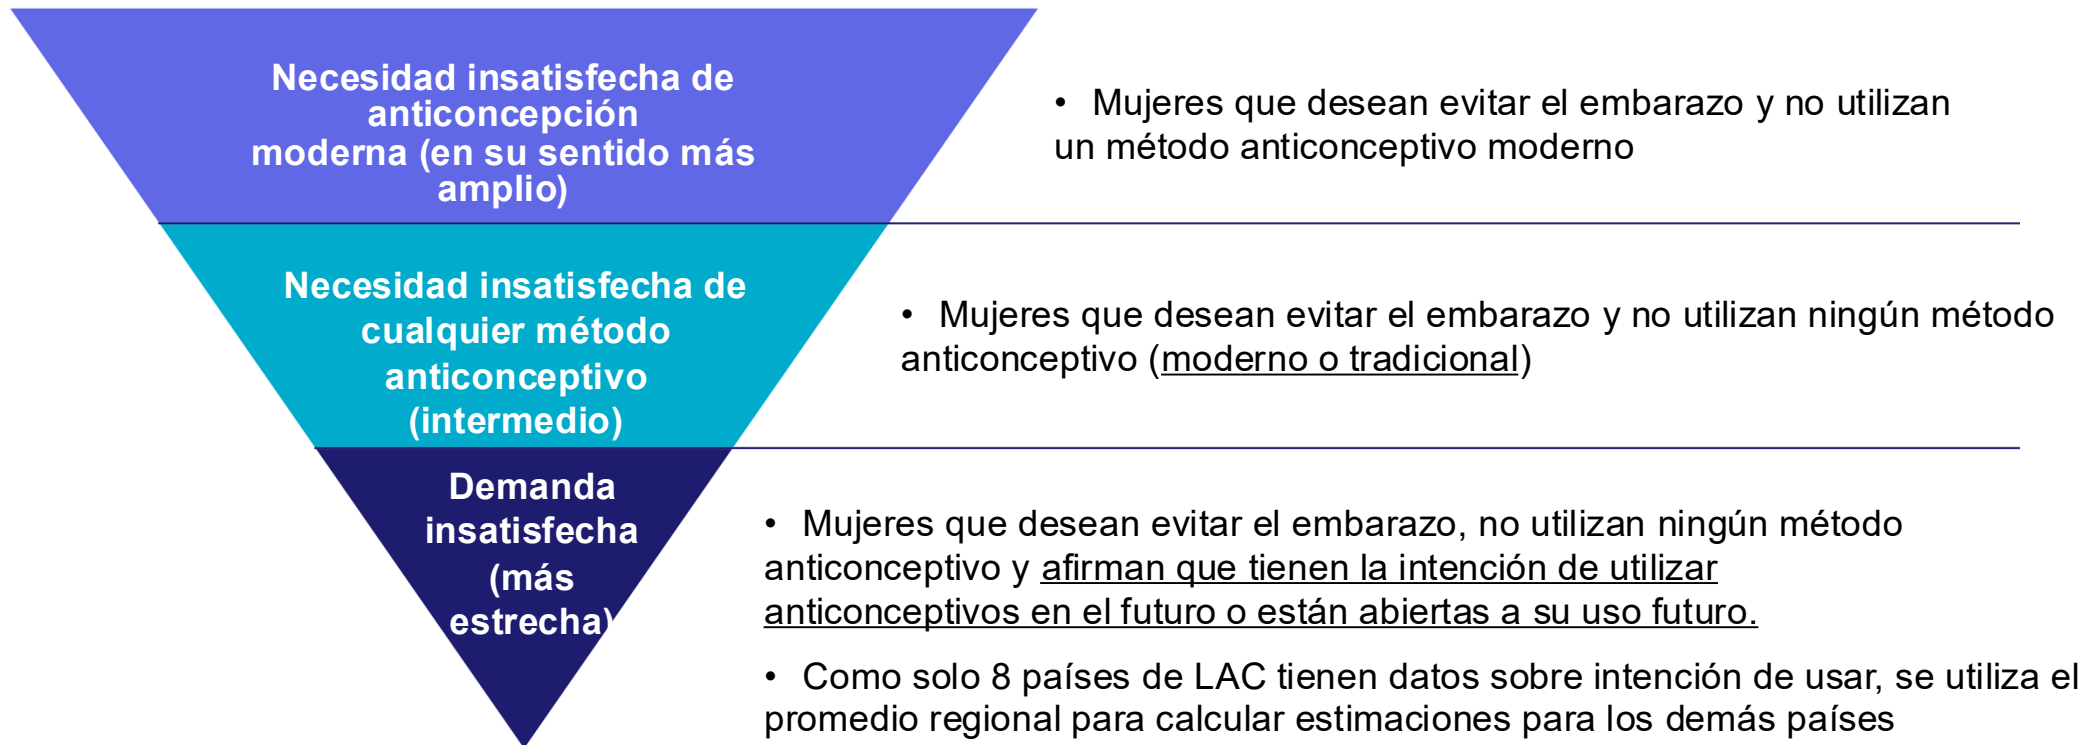 Necesidad insatisfecha de
anticoncepción
moderna (en su sentido más
amplio)
• Mujeres que desean evitar el embarazo y no utilizan
un método anticonceptivo moderno
Necesidad insatisfecha de
cualquier método
anticonceptivo
(intermedio)
• Mujeres que desean evitar el embarazo y no utilizan ningún método
anticonceptivo (moderno o tradicional)
Demanda
insatisfecha
(más
estrecha)
• Mujeres que desean evitar el embarazo, no utilizan ningún método
anticonceptivo y afirman que tienen la intención de utilizar
anticonceptivos en el futuro o están abiertas a su uso futuro.
• Como solo 8 países de LAC tienen datos sobre intención de usar, se utiliza el
promedio regional para calcular estimaciones para los demás países